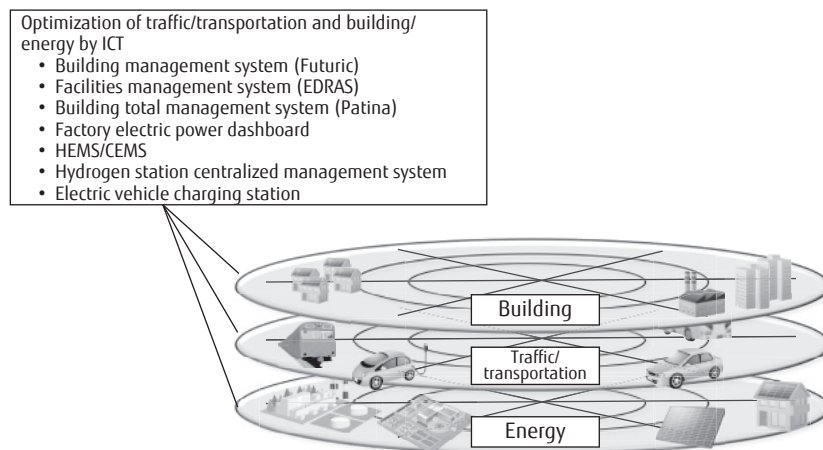 Optimization of traffic/transportation and building/
energy by ICT
• Building management system (Futuric)
• Facilities management system (EDRAS)
• Building total management system (Patina)
• Factory electric power dashboard
• HEMS/CEMS
• Hydrogen station centralized management system
• Electric vehicle charging station
Building
Traffic/
transportation
Energy